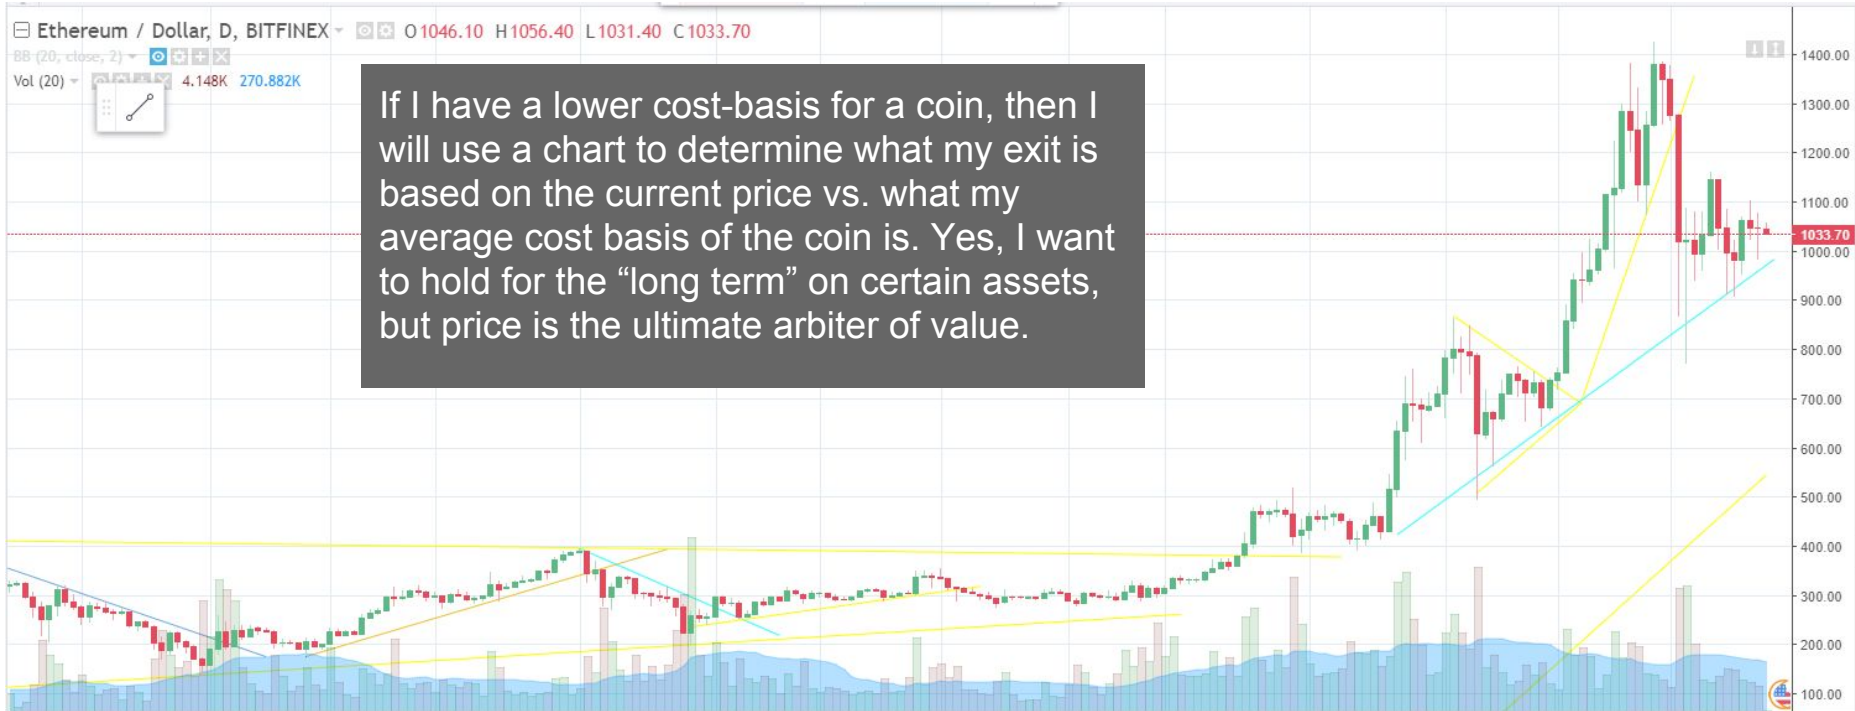 Ethereum / Dollar, D, BITFINEX O1046.10 H1056.40 L1031.40 C1033.70
BB (20, close, 2)
Vol (20) 4.148K 270.882K
If I have a lower cost-basis for a coin, then I
will use a chart to determine what my exit is
based on the current price vs. what my
average cost basis of the coin is. Yes, I want
to hold for the “long term” on certain assets,
but price is the ultimate arbiter of value.
1400.00
1300.00
1200.00
1100.00
1033.70
1000.00
900.00
800.00
700.00
600.00
500.00
400.00
300.00
200.00
100.00